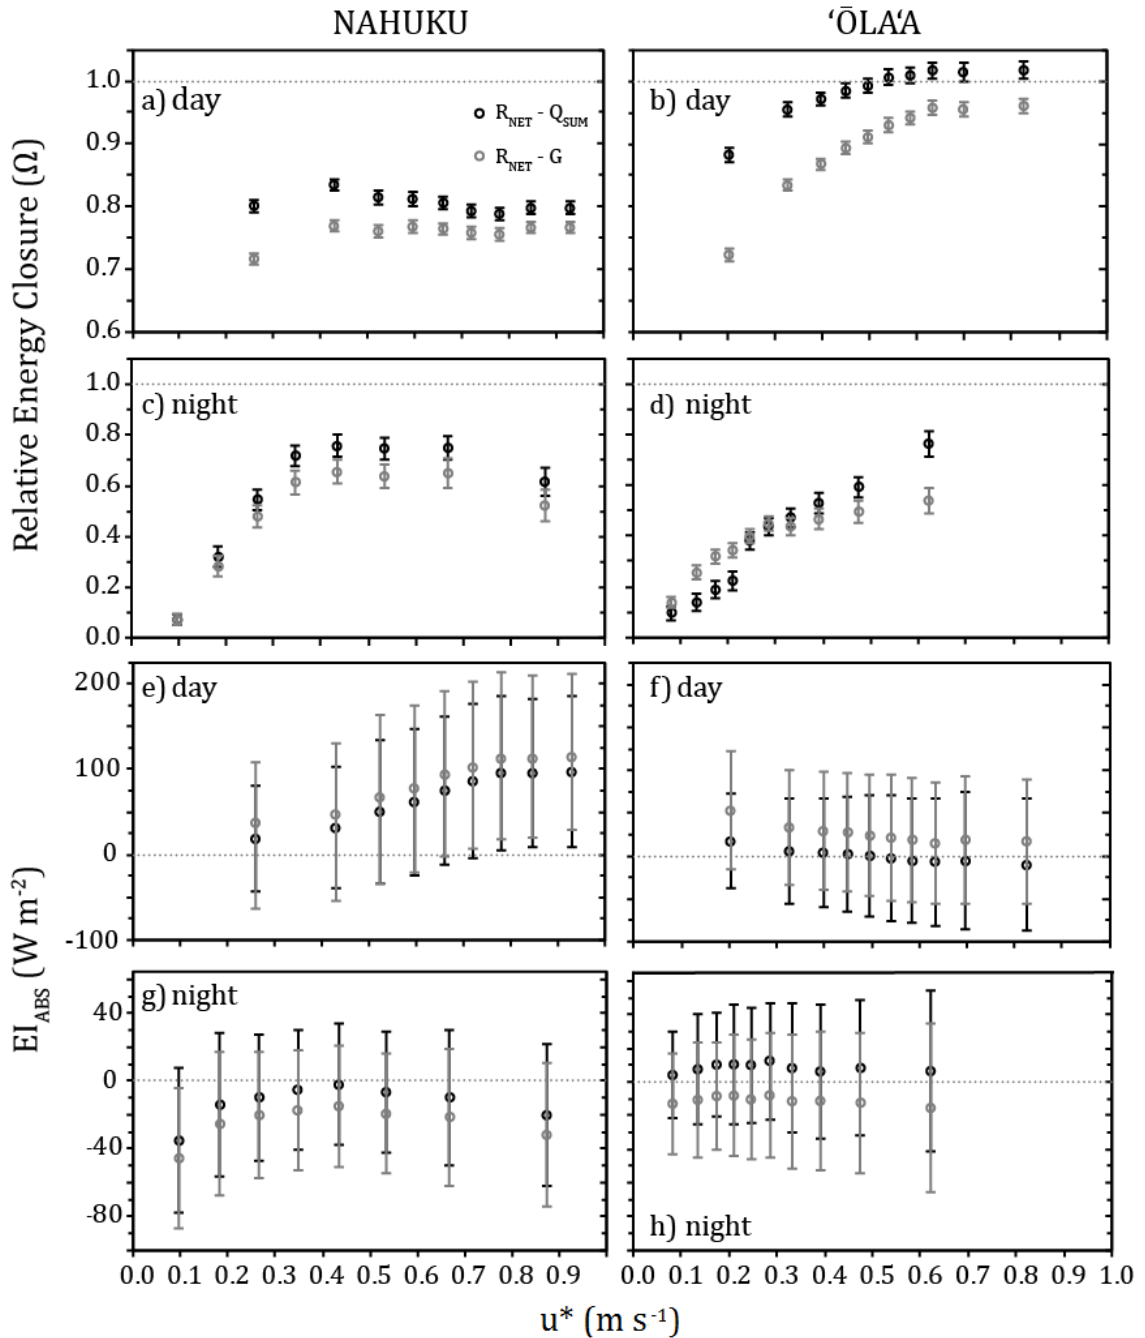 NAHUKU
ʻŌLAʻA
Relative Energy Closure (Ω)
1.0
0.9
0.8
0.7
0.6
a) day
R_NET - Q_SUM
R_NET - G
b) day
1.0
0.8
0.6
0.4
0.2
0.0
c) night
d) night
EI_ABS (W m⁻²)
200
100
0
-100
e) day
f) day
40
0
-40
-80
g) night
h) night
0.0 0.1 0.2 0.3 0.4 0.5 0.6 0.7 0.8 0.9
0.0 0.1 0.2 0.3 0.4 0.5 0.6 0.7 0.8 0.9 1.0
u* (m s⁻¹)